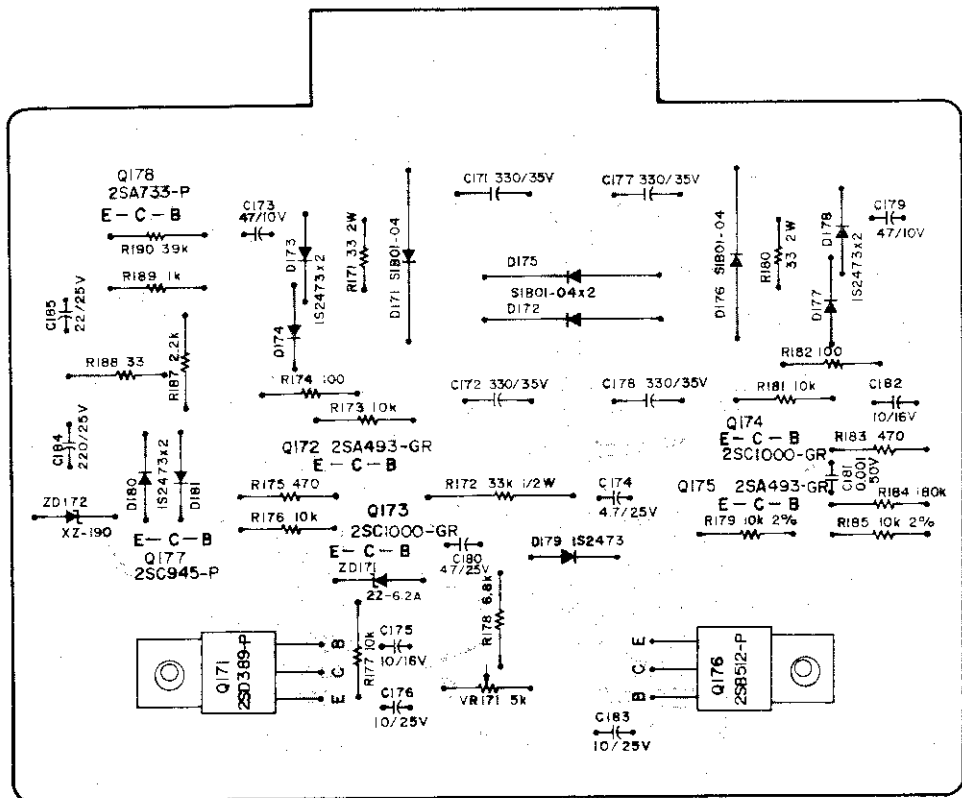 Q178
2SA733-P
E-C-B
R190 39k
R189 1k
C185
22/25V
R188 33
R187 2.2k
C184
220/25V
D180
1S2473x2
D181
ZD172
XZ-190
E-C-B
Q177
2SC945-P
C173
47/10V
D173
1S2473x2
D174
R171 33 2W
D171 S1B01-04
C171 330/35V
C177 330/35V
D175
S1B01-04x2
D172
D176 S1B01-04
R180
33 2W
D178
1S2473x2
D177
C179
47/10V
R174 100
R173 10k
C172 330/35V
C178 330/35V
R182 100
R181 10k
C182
10/16V
Q172 2SA493-GR
E-C-B
Q174
E-C-B
2SC1000-GR
R183 470
C181
0.001
50V
R175 470
R172 33k 1/2W
C174
4.7/25V
Q175 2SA493-GR
E-C-B
R184 180k
R176 10k
Q173
2SC1000-GR
E-C-B
R179 10k 2%
R185 10k 2%
C180
47/25V
D179 1S2473
ZD171
ZZ-6.2A
R178 6.8k
R177 10k
C175
10/16V
C176
10/25V
VR171 5k
Q171
2SD389-P
B
C
E
E
C
B
Q176
2SB512-P
C183
10/25V